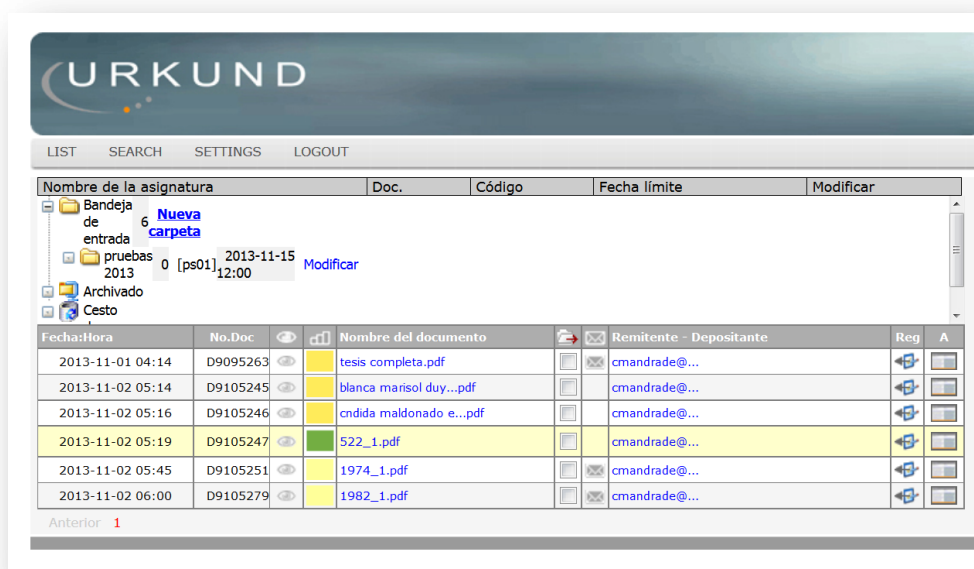 URKUND
LIST SEARCH SETTINGS LOGOUT
Nombre de la asignatura Doc. Código Fecha límite Modificar
Bandeja de entrada 6 Nueva carpeta
pruebas 2013 0 [ps01] 2013-11-15 12:00 Modificar
Archivado
Cesto
Fecha:Hora No.Doc Nombre del documento Remitente - Depositante Reg A
2013-11-01 04:14 D9095263 tesis completa.pdf cmandrade@...
2013-11-02 05:14 D9105245 blanca marisol duy...pdf cmandrade@...
2013-11-02 05:16 D9105246 cndida maldonado e...pdf cmandrade@...
2013-11-02 05:19 D9105247 522_1.pdf cmandrade@...
2013-11-02 05:45 D9105251 1974_1.pdf cmandrade@...
2013-11-02 06:00 D9105279 1982_1.pdf cmandrade@...
Anterior 1